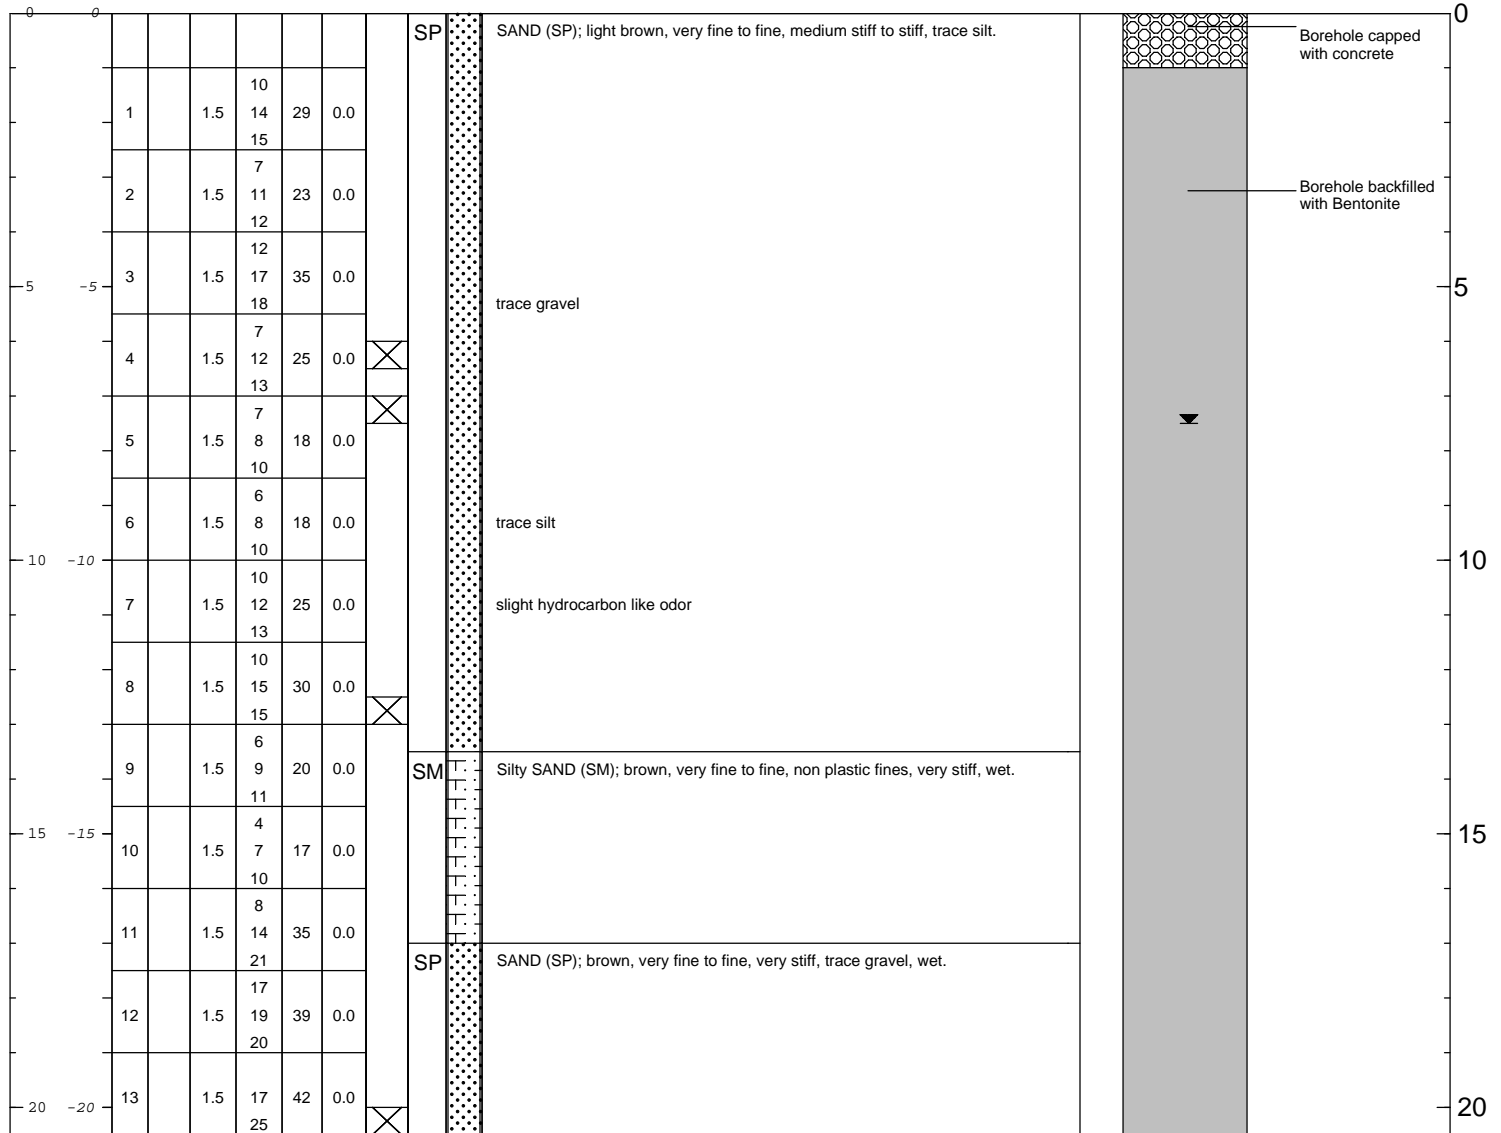 0 0 SP SAND (SP); light brown, very fine to fine, medium stiff to stiff, trace silt. 0
Borehole capped
with concrete
10
1 1.5 14 29 0.0
15
7
2 1.5 11 23 0.0
12
Borehole backfilled
with Bentonite
12
3 1.5 17 35 0.0
18
5 -5 5
trace gravel
7
4 1.5 12 25 0.0
13
7
5 1.5 8 18 0.0
10
6
6 1.5 8 18 0.0
10
trace silt
10 -10 10
10
7 1.5 12 25 0.0
13
slight hydrocarbon like odor
10
8 1.5 15 30 0.0
15
6
9 1.5 9 20 0.0
11
SM Silty SAND (SM); brown, very fine to fine, non plastic fines, very stiff, wet.
4
15 -15 15
10 1.5 7 17 0.0
10
8
11 1.5 14 35 0.0
21
SP SAND (SP); brown, very fine to fine, very stiff, trace gravel, wet.
17
12 1.5 19 39 0.0
20
13 1.5 17 42 0.0
25
20 -20 20